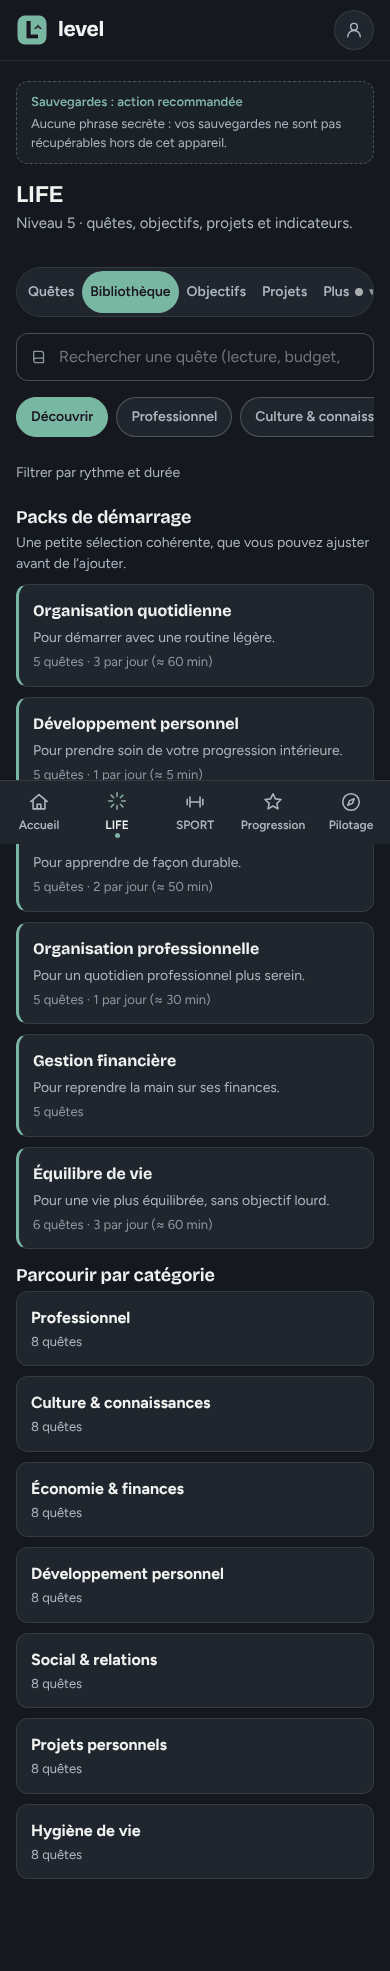 level
Sauvegardes : action recommandée
Aucune phrase secrète : vos sauvegardes ne sont pas
récupérables hors de cet appareil.
LIFE
Niveau 5 · quêtes, objectifs, projets et indicateurs.
Quêtes Bibliothèque Objectifs Projets Plus
Rechercher une quête (lecture, budget,
Découvrir Professionnel Culture & connaiss
Filtrer par rythme et durée
Packs de démarrage
Une petite sélection cohérente, que vous pouvez ajuster
avant de l'ajouter.
Organisation quotidienne
Pour démarrer avec une routine légère.
5 quêtes · 3 par jour (≈ 60 min)
Développement personnel
Pour prendre soin de votre progression intérieure.
5 quêtes · 1 par jour (≈ 5 min)
Accueil LIFE SPORT Progression Pilotage
Pour apprendre de façon durable.
5 quêtes · 2 par jour (≈ 50 min)
Organisation professionnelle
Pour un quotidien professionnel plus serein.
5 quêtes · 1 par jour (≈ 30 min)
Gestion financière
Pour reprendre la main sur ses finances.
5 quêtes
Équilibre de vie
Pour une vie plus équilibrée, sans objectif lourd.
6 quêtes · 3 par jour (≈ 60 min)
Parcourir par catégorie
Professionnel
8 quêtes
Culture & connaissances
8 quêtes
Économie & finances
8 quêtes
Développement personnel
8 quêtes
Social & relations
8 quêtes
Projets personnels
8 quêtes
Hygiène de vie
8 quêtes